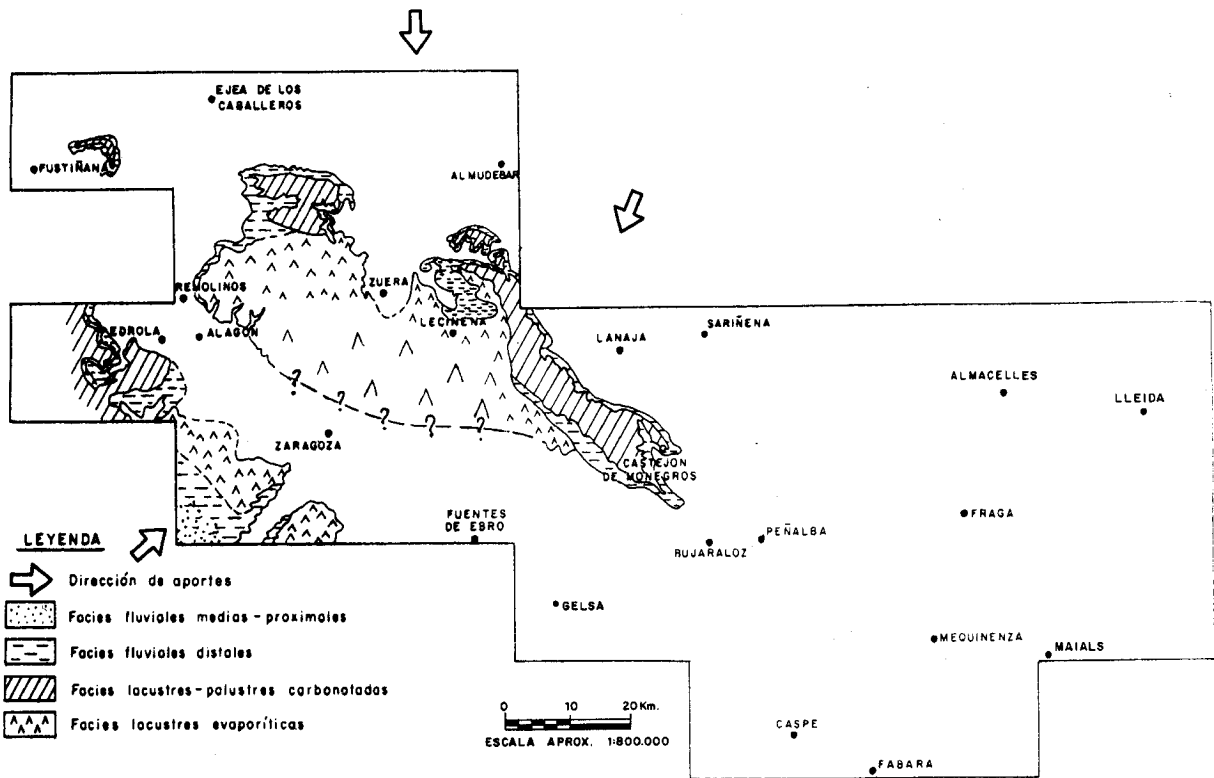 EJEA DE LOS
CABALLEROS
FUSTIÑANA
ALMUDEBAR
REMOLINOS
ZUERA
PEDROLA
ALAGON
LECIÑENA
LANAJA
SARIÑENA
ALMACELLES
LLEIDA
? ? ? ? ?
ZARAGOZA
CASTEJON
DE MONEGROS
FUENTES
DE EBRO
FRAGA
PEÑALBA
BUJARALOZ
GELSA
MEQUINENZA
MAIALS
CASPE
FABARA
LEYENDA
Dirección de aportes
Facies fluviales medias-proximales
Facies fluviales distales
Facies lacustres-palustres carbonatadas
Facies lacustres evaporíticas
0 10 20 Km.
ESCALA APROX. 1:800.000